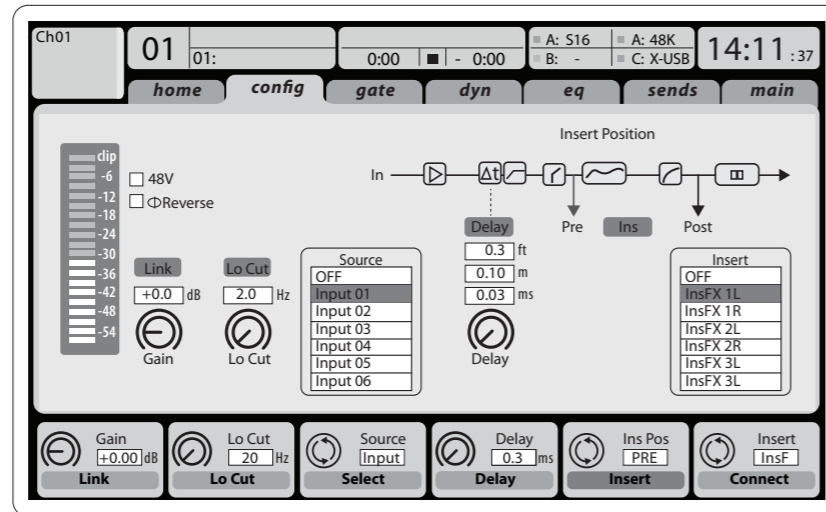 Ch01
01
01:
0:00 - 0:00
A: S16
B: -
A: 48K
C: X-USB
14:11 :37
home config gate dyn eq sends main
clip
-6
-12
-18
-24
-30
-36
-42
-48
-54
48V
ΦReverse
Link
+0.0 dB
Gain
Lo Cut
2.0 Hz
Lo Cut
Source
OFF
Input 01
Input 02
Input 03
Input 04
Input 05
Input 06
Insert Position
In
Δt
Delay
0.3 ft
0.10 m
0.03 ms
Delay
Pre Ins Post
Insert
OFF
InsFX 1L
InsFX 1R
InsFX 2L
InsFX 2R
InsFX 3L
InsFX 3L
Gain
+0.00 dB
Link
Lo Cut
20 Hz
Lo Cut
Source
Input
Select
Delay
0.3 ms
Delay
Ins Pos
PRE
Insert
Insert
InsF
Connect